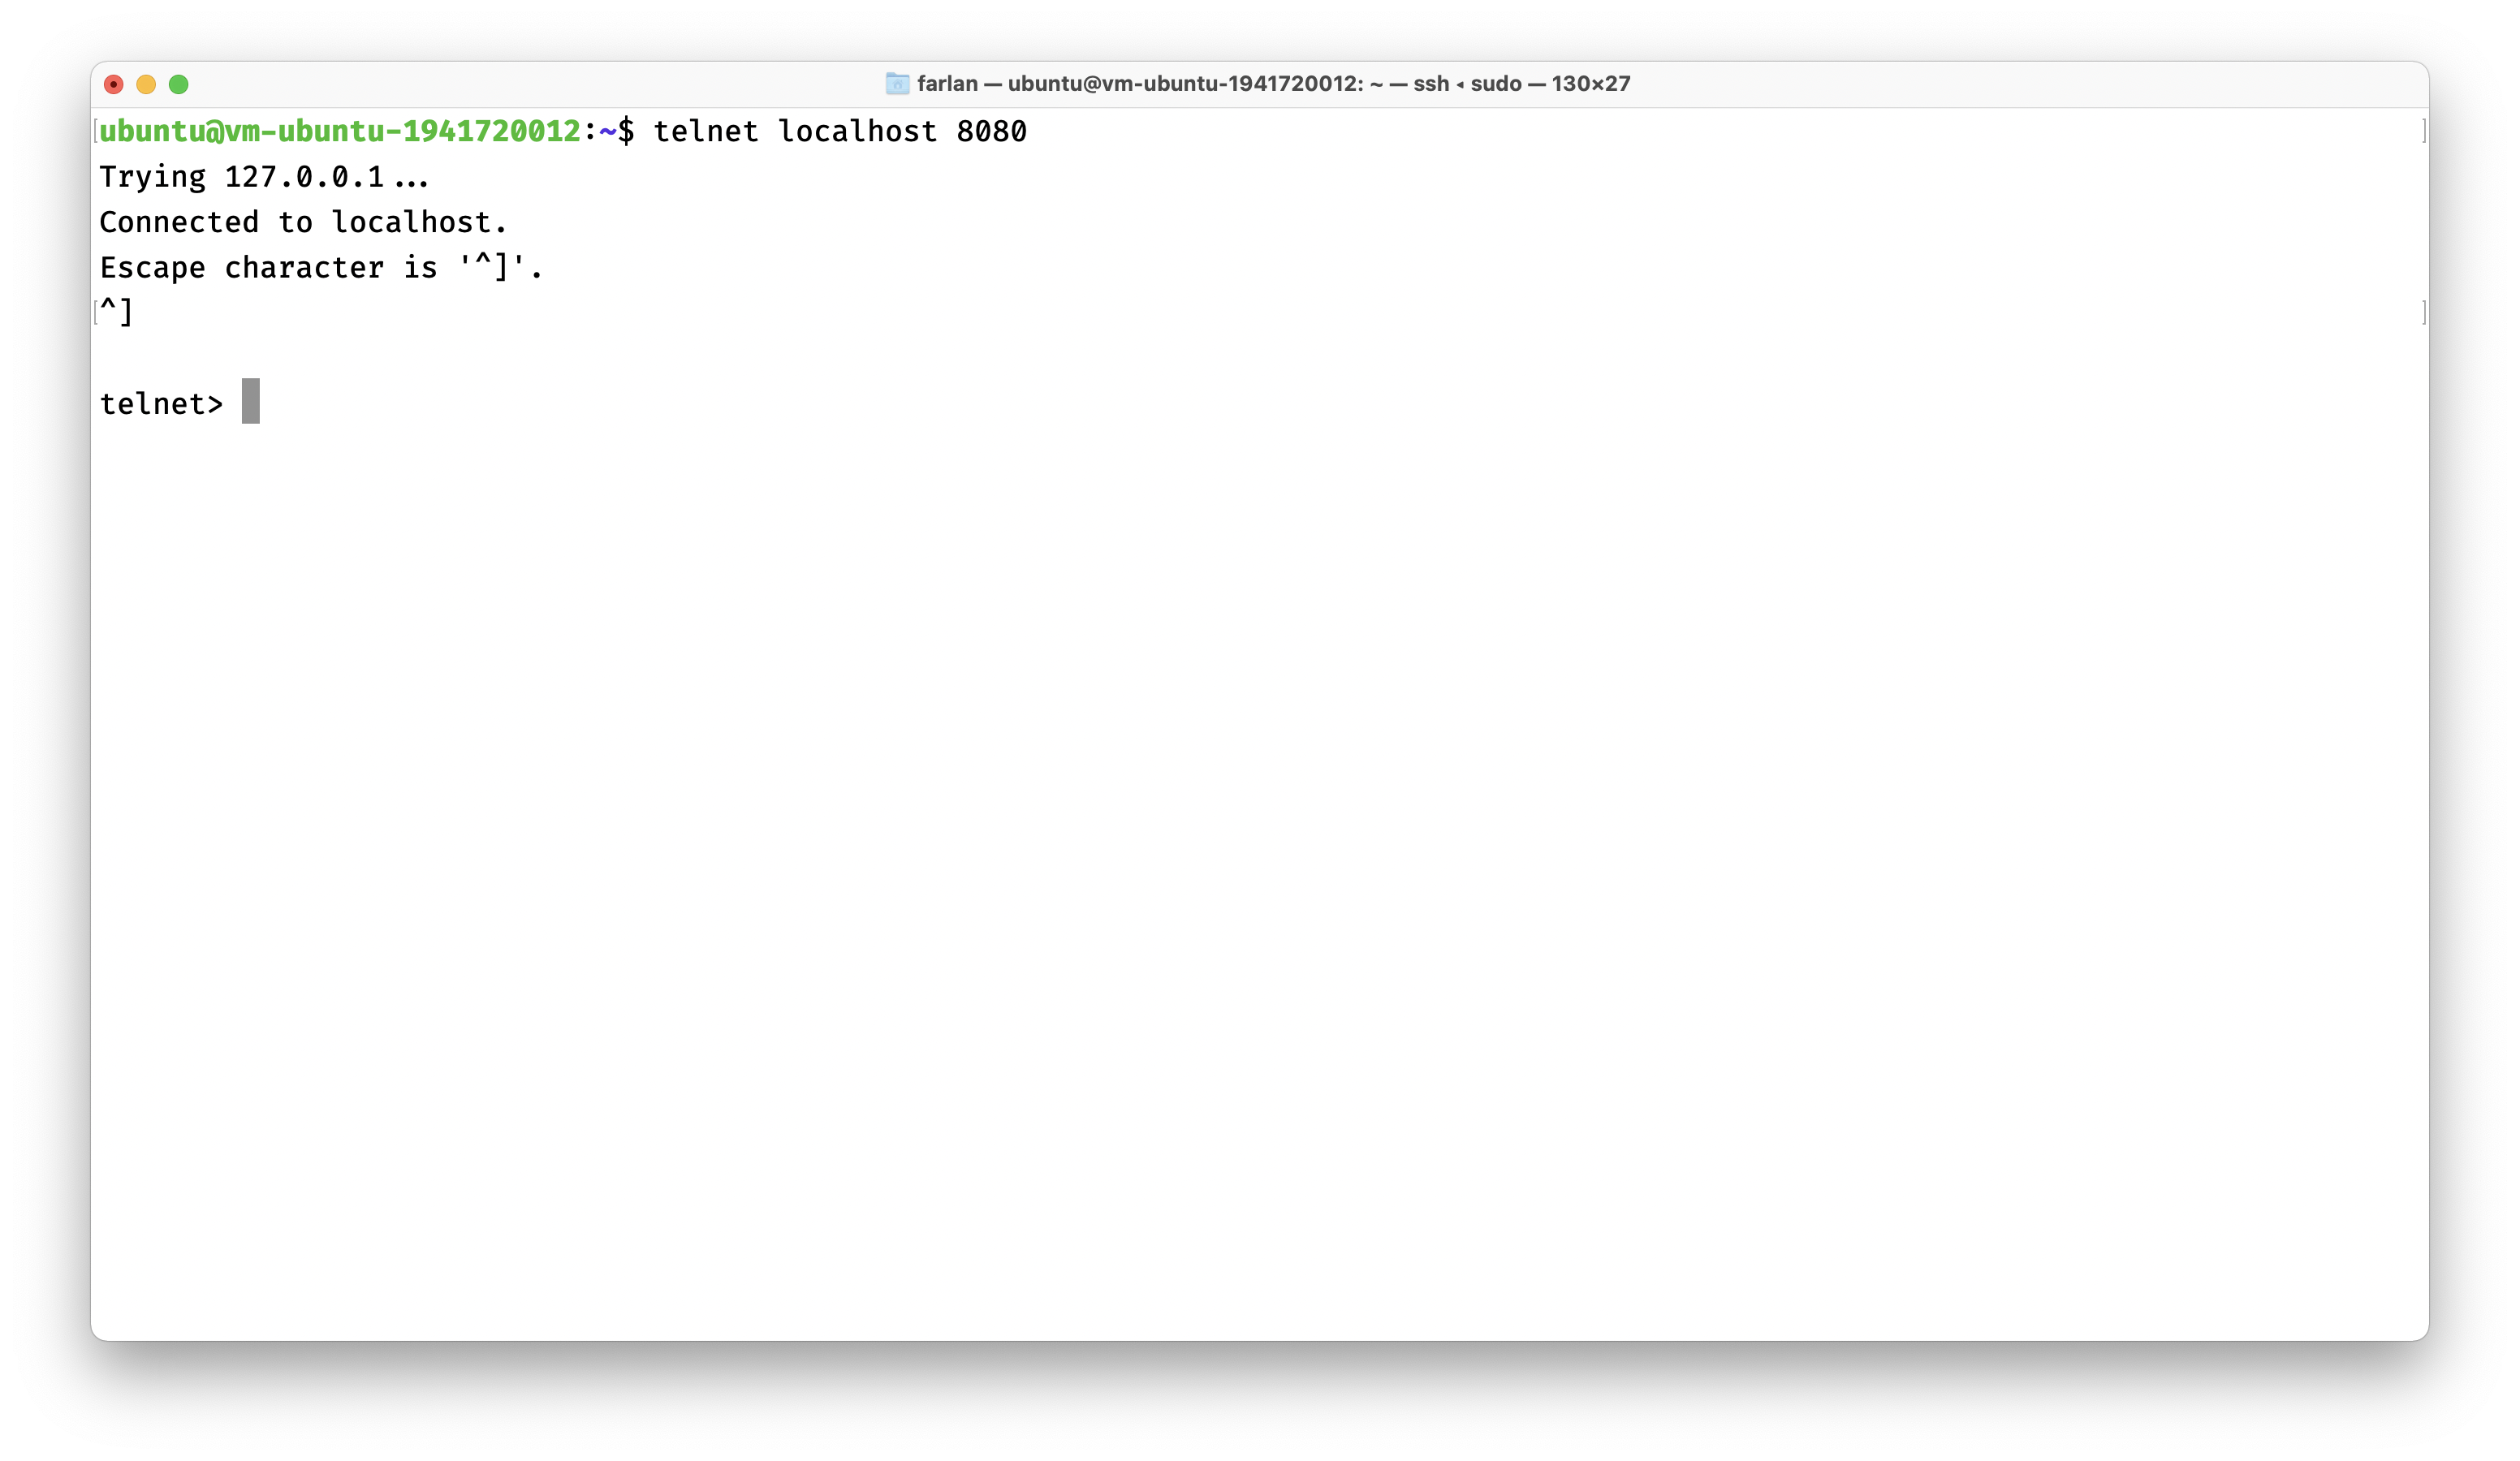 farlan — ubuntu@vm-ubuntu-1941720012: ~ — ssh ◂ sudo — 130×27
ubuntu@vm-ubuntu-1941720012:~$ telnet localhost 8080
Trying 127.0.0.1...
Connected to localhost.
Escape character is '^]'.
^]
telnet>